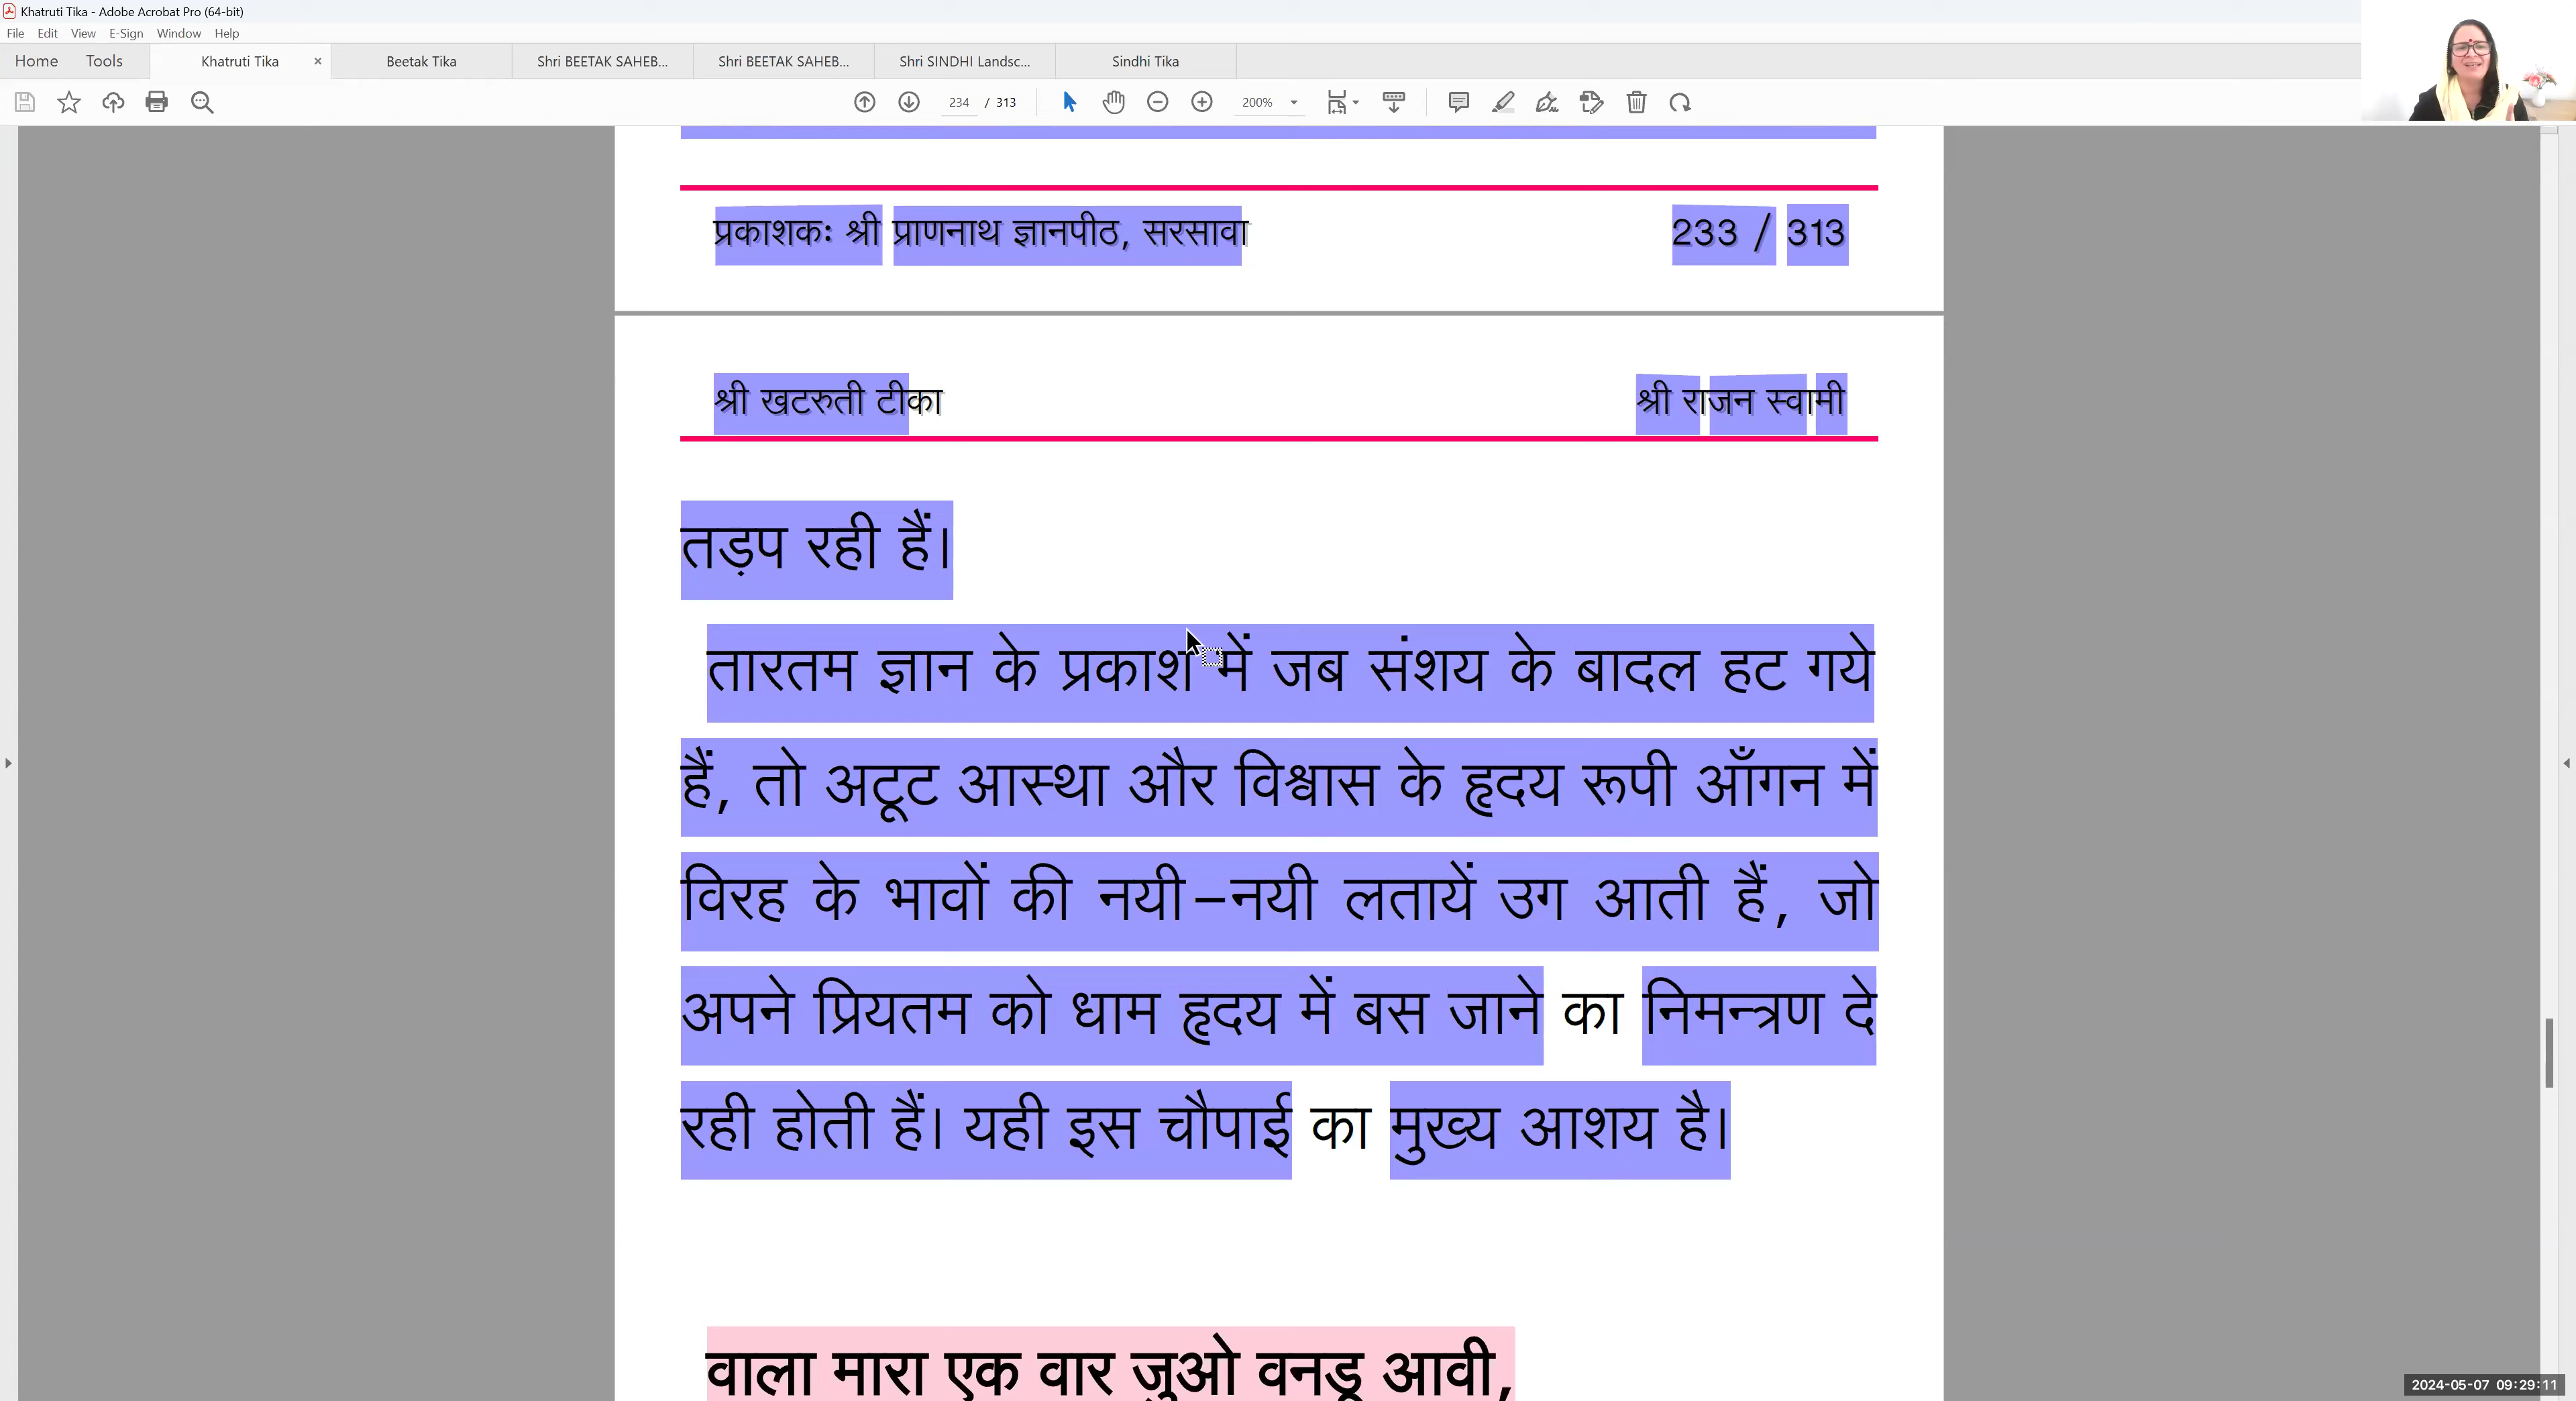 Khatruti Tika - Adobe Acrobat Pro (64-bit)
File Edit View E-Sign Window Help
Home Tools Khatruti Tika × Beetak Tika Shri BEETAK SAHEB... Shri BEETAK SAHEB... Shri SINDHI Landsc... Sindhi Tika
234 / 313 200%
प्रकाशकः श्री प्राणनाथ ज्ञानपीठ, सरसावा 233 / 313
श्री खटरुती टीका श्री राजन स्वामी
तड़प रही हैं।
तारतम ज्ञान के प्रकाश में जब संशय के बादल हट गये
हैं, तो अटूट आस्था और विश्वास के हृदय रूपी आँगन में
विरह के भावों की नयी-नयी लतायें उग आती हैं, जो
अपने प्रियतम को धाम हृदय में बस जाने का निमन्त्रण दे
रही होती हैं। यही इस चौपाई का मुख्य आशय है।
वाला मारा एक वार जुओ वनडू आवी,
2024-05-07 09:29:11